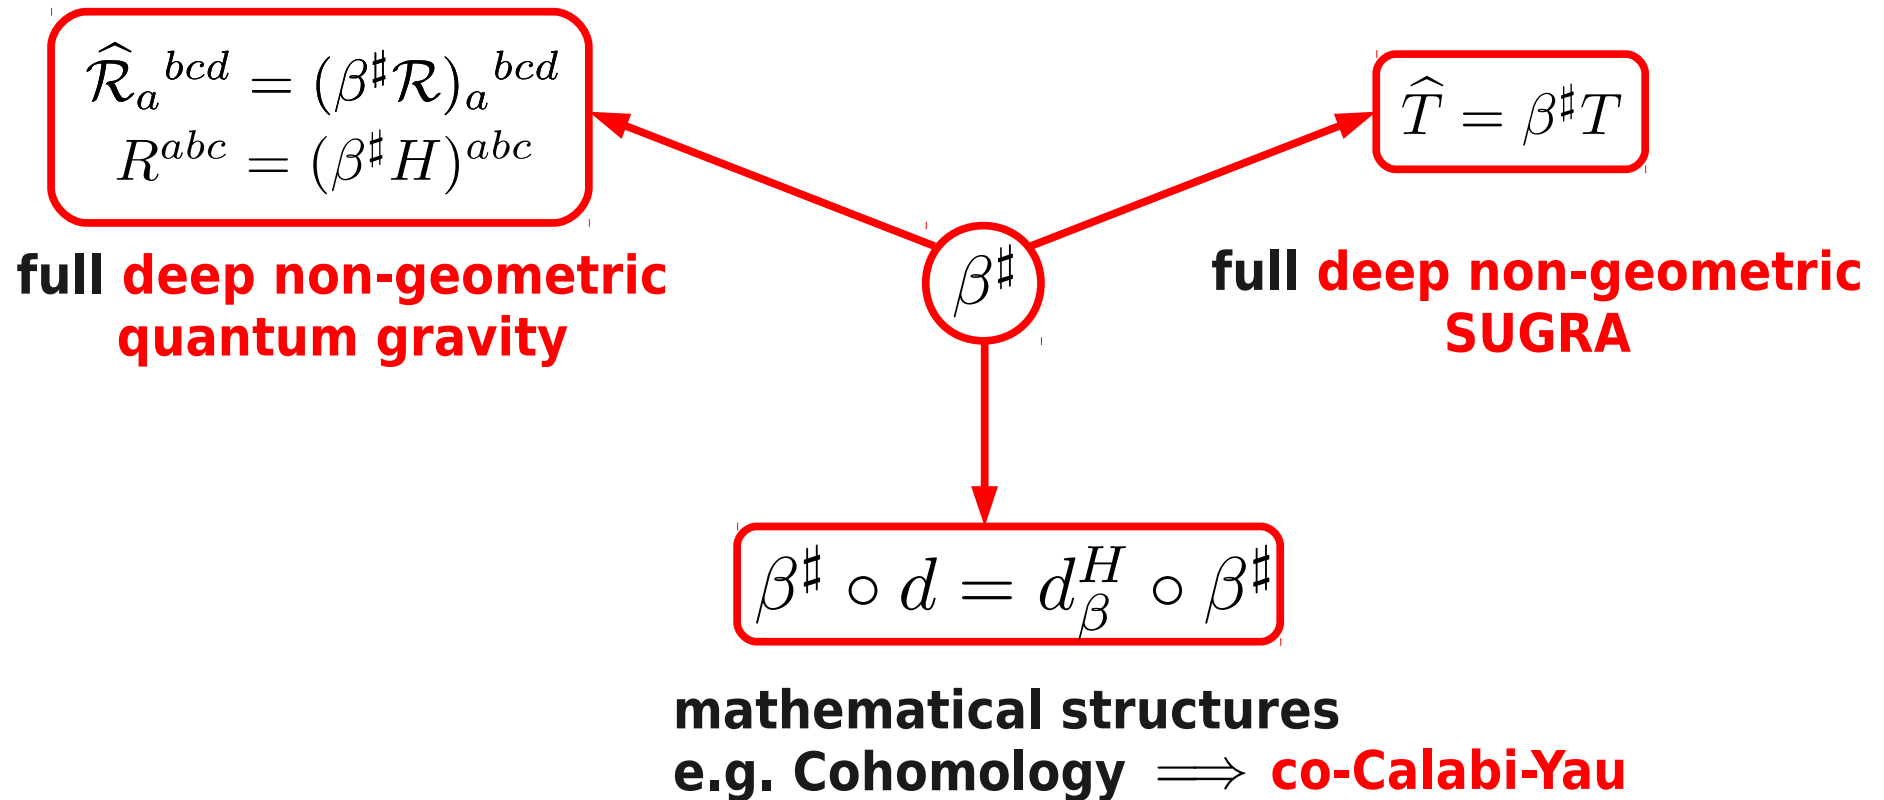 $\widehat{\mathcal{R}}_a{}^{bcd} = (\beta^\sharp \mathcal{R})_a{}^{bcd}$
$R^{abc} = (\beta^\sharp H)^{abc}$
full deep non-geometric
quantum gravity
$\beta^\sharp$
$\widehat{T} = \beta^\sharp T$
full deep non-geometric
SUGRA
$\beta^\sharp \circ d = d^H_\beta \circ \beta^\sharp$
mathematical structures
e.g. Cohomology $\Longrightarrow$ co-Calabi-Yau